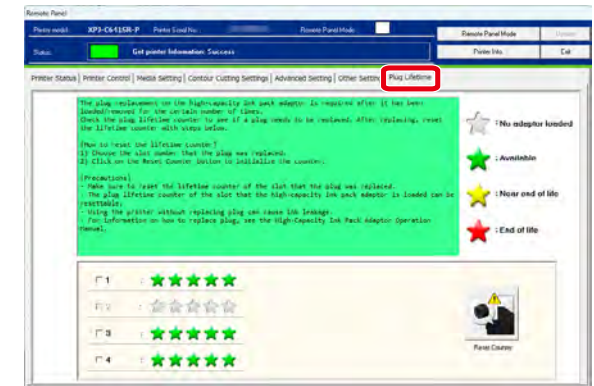 Remote Panel
Printer model: XP3-C641SR-P Printer Serial No. Remote Panel Mode
Remote Panel Mode
Status: Get printer Information: Success
Printer Info. Exit
Printer Status Printer Control Media Setting Contour Cutting Settings Advanced Setting Other Setting Plug Lifetime
The plug replacement on the high-capacity ink pack adaptor is required after it has been
loaded/removed for the certain number of times.
Check the plug lifetime counter to see if a plug needs to be replaced. After replacing, reset
the lifetime counter with steps below.
[How to reset the lifetime counter]
1) Choose the slot number that the plug was replaced.
2) Click on the Reset Counter button to initialize the counter.
[Precautions]
- Make sure to reset the lifetime counter of the slot that the plug was replaced.
- The plug lifetime counter of the slot that the high-capacity ink pack adaptor is loaded can be
resettable.
- Using the printer without replacing plug can cause ink leakage.
- For information on how to replace plug, see the High-Capacity Ink Pack Adaptor Operation
Manual.
: No adaptor loaded
: Available
: Near end of life
: End of life
1 :
2 :
3 :
4 :
Reset Counter